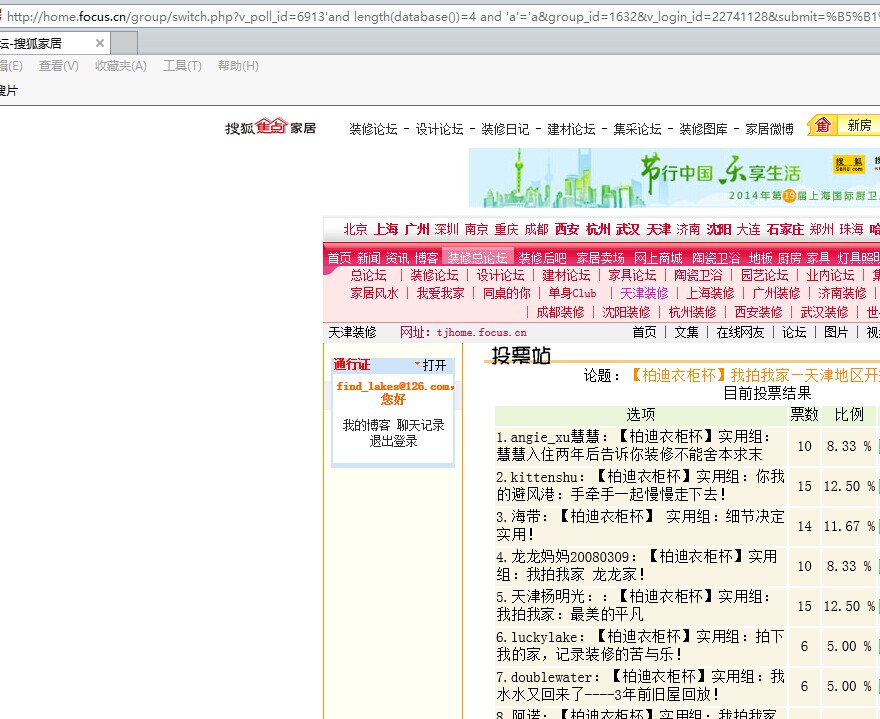 http://home.focus.cn/group/switch.php?v_poll_id=6913'and length(database())=4 and 'a'='a&group_id=1632&v_login_id=22741128&submit=%B5%B1%
坛-搜狐家居
辑(E) 查看(V) 收藏夹(A) 工具(T) 帮助(H)
搜片
搜狐焦点家居 装修论坛 - 设计论坛 - 装修日记 - 建材论坛 - 集采论坛 - 装修图库 - 家居微博 新房
节行中国 乐享生活 搜狐 SOHU.com
2014年第19届上海国际厨卫
北京 上海 广州 深圳 南京 重庆 成都 西安 杭州 武汉 天津 济南 沈阳 大连 石家庄 郑州 珠海 哈
首页 新闻 资讯 博客 装修总论坛 装修后吧 家居卖场 网上商城 陶瓷卫浴 地板 厨房 家具 灯具照明
总论坛 | 装修论坛 | 设计论坛 | 建材论坛 | 家具论坛 | 陶瓷卫浴 | 园艺论坛 | 业内论坛 | 集
家居风水 | 我爱我家 | 同桌的你 | 单身Club | 天津装修 | 上海装修 | 广州装修 | 济南装修 |
| 成都装修 | 沈阳装修 | 杭州装修 | 西安装修 | 武汉装修 | 世
天津装修 网址: tjhome.focus.cn 首页 | 文集 | 在线网友 | 论坛 | 图片 | 视
通行证 打开
find_lakes@126.com,
您好
我的博客 聊天记录
退出登录
投票站
论题：【柏迪衣柜杯】我拍我家—天津地区开
目前投票结果
选项 票数 比例
1.angie_xu慧慧:【柏迪衣柜杯】实用组：
慧慧入住两年后告诉你装修不能舍本求末 10 8.33 %
2.kittenshu:【柏迪衣柜杯】实用组：你我
的避风港：手牵手一起慢慢走下去！ 15 12.50 %
3.海带:【柏迪衣柜杯】 实用组：细节决定
实用！ 14 11.67 %
4.龙龙妈妈20080309:【柏迪衣柜杯】实用
组：我拍我家 龙龙家！ 10 8.33 %
5.天津杨明光：:【柏迪衣柜杯】实用组：
我拍我家：最美的平凡 15 12.50 %
6.luckylake:【柏迪衣柜杯】实用组：拍下
我的家，记录装修的苦与乐！ 6 5.00 %
7.doublewater:【柏迪衣柜杯】实用组：我
水水又回来了----3年前旧屋回放！ 6 5.00 %
8.阿诺:【柏迪衣柜杯】实用组：我拍我家